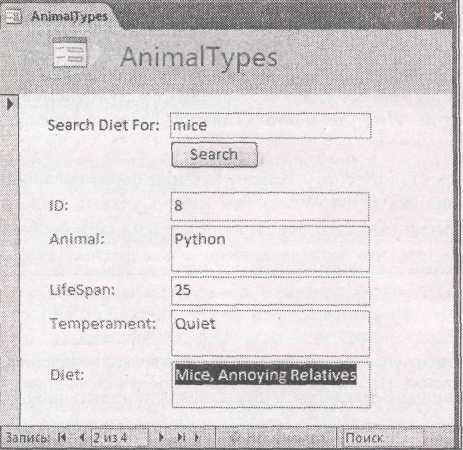 AnimalTypes
AnimalTypes
Search Diet For: mice
Search
ID: 8
Animal: Python
LifeSpan: 25
Temperament: Quiet
Diet: Mice, Annoying Relatives
Запись: 2 из 4 Поиск